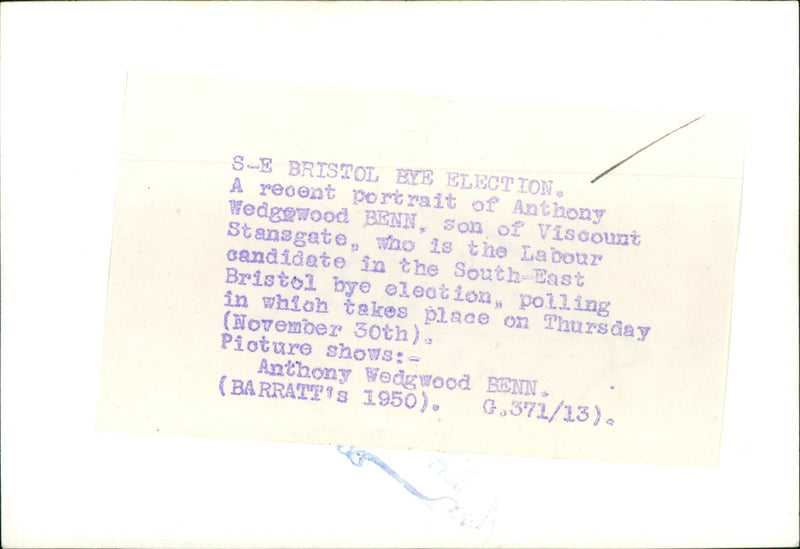 S-E BRISTOL BYE ELECTION.
A recent portrait of Anthony
Wedgewood BENN, son of Viscount
Stansgate, who is the Labour
candidate in the South-East
Bristol bye election, polling
in which takes place on Thursday
(November 30th).
Picture shows:-
Anthony Wedgwood BENN.
(BARRATT's 1950). G.371/13).